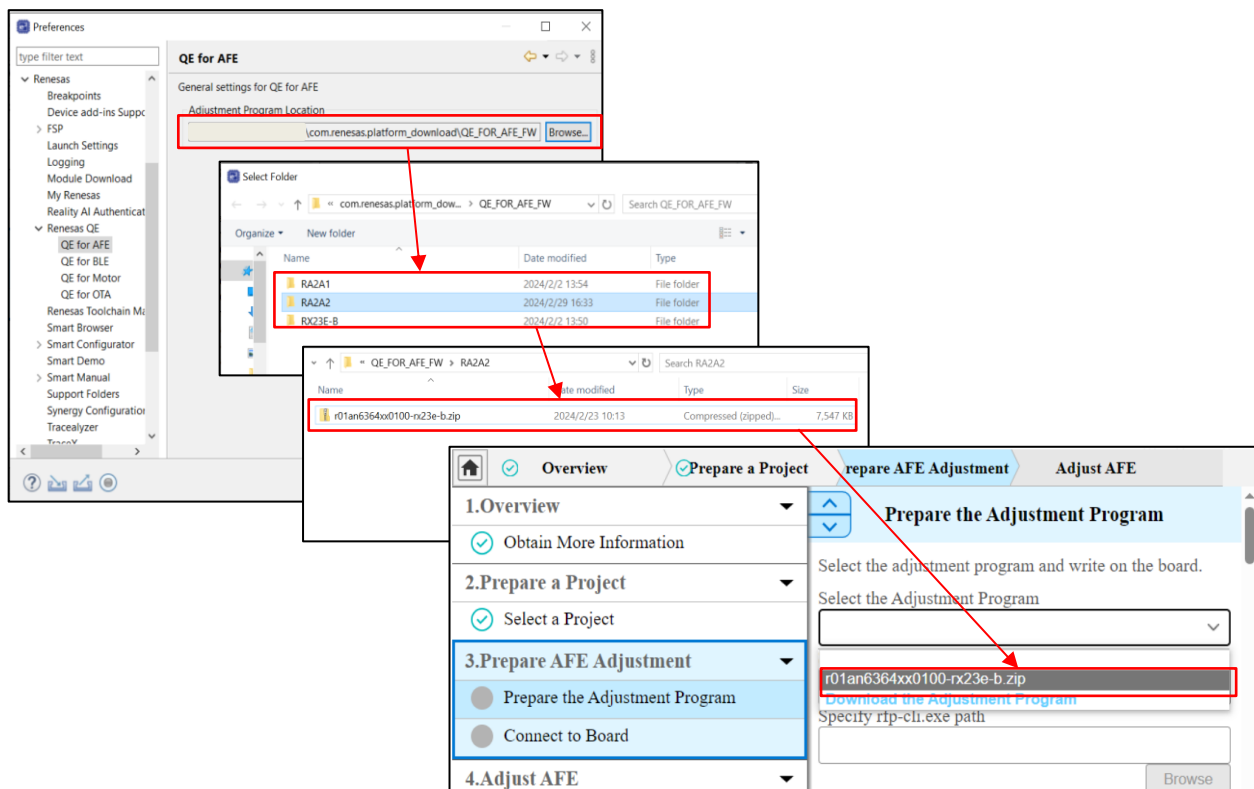 Preferences
type filter text
Renesas
Breakpoints
Device add-ins Suppo
FSP
Launch Settings
Logging
Module Download
My Renesas
Reality AI Authenticat
Renesas QE
QE for AFE
QE for BLE
QE for Motor
QE for OTA
Renesas Toolchain Ma
Smart Browser
Smart Configurator
Smart Demo
Smart Manual
Support Folders
Synergy Configuration
Tracealyzer
TraceX
QE for AFE
General settings for QE for AFE
Adjustment Program Location
\com.renesas.platform_download\QE_FOR_AFE_FW Browse...
Select Folder
« com.renesas.platform_dow... > QE_FOR_AFE_FW Search QE_FOR_AFE_FW
Organize New folder
Name Date modified Type
RA2A1 2024/2/2 13:54 File folder
RA2A2 2024/2/29 16:33 File folder
RX23E-B 2024/2/2 13:50 File folder
« QE_FOR_AFE_FW > RA2A2 Search RA2A2
Name ate modified Type Size
r01an6364xx0100-rx23e-b.zip 2024/2/23 10:13 Compressed (zipped)... 7,547 KB
Overview Prepare a Project repare AFE Adjustment Adjust AFE
1.Overview
Obtain More Information
2.Prepare a Project
Select a Project
3.Prepare AFE Adjustment
Prepare the Adjustment Program
Connect to Board
4.Adjust AFE
Prepare the Adjustment Program
Select the adjustment program and write on the board.
Select the Adjustment Program
r01an6364xx0100-rx23e-b.zip
Download the Adjustment Program
Specify rfp-cli.exe path
Browse